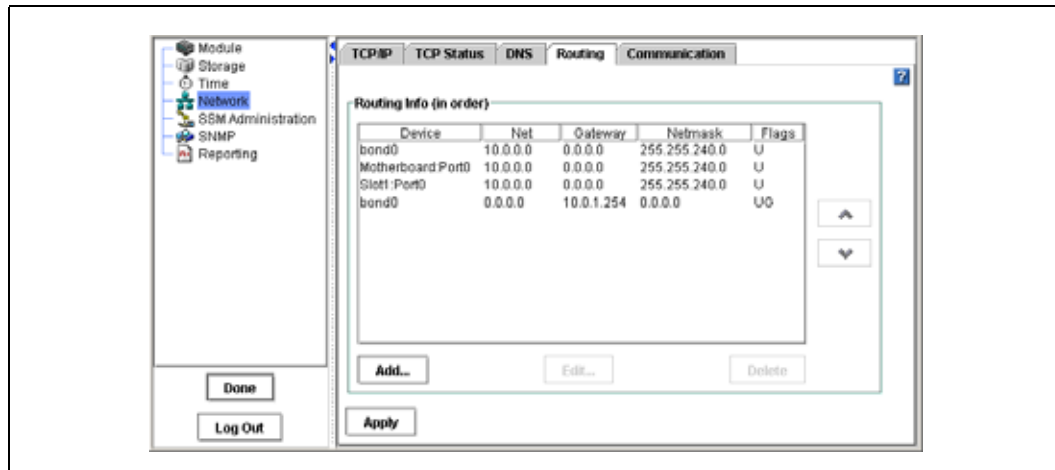 Module
Storage
Time
Network
SSM Administration
SNMP
Reporting
Done
Log Out
TCP/IP TCP Status DNS Routing Communication
?
Routing Info (in order)
Device Net Gateway Netmask Flags
bond0 10.0.0.0 0.0.0.0 255.255.240.0 U
Motherboard:Port0 10.0.0.0 0.0.0.0 255.255.240.0 U
Slot1:Port0 10.0.0.0 0.0.0.0 255.255.240.0 U
bond0 0.0.0.0 10.0.1.254 0.0.0.0 UG
Add... Edit... Delete
Apply